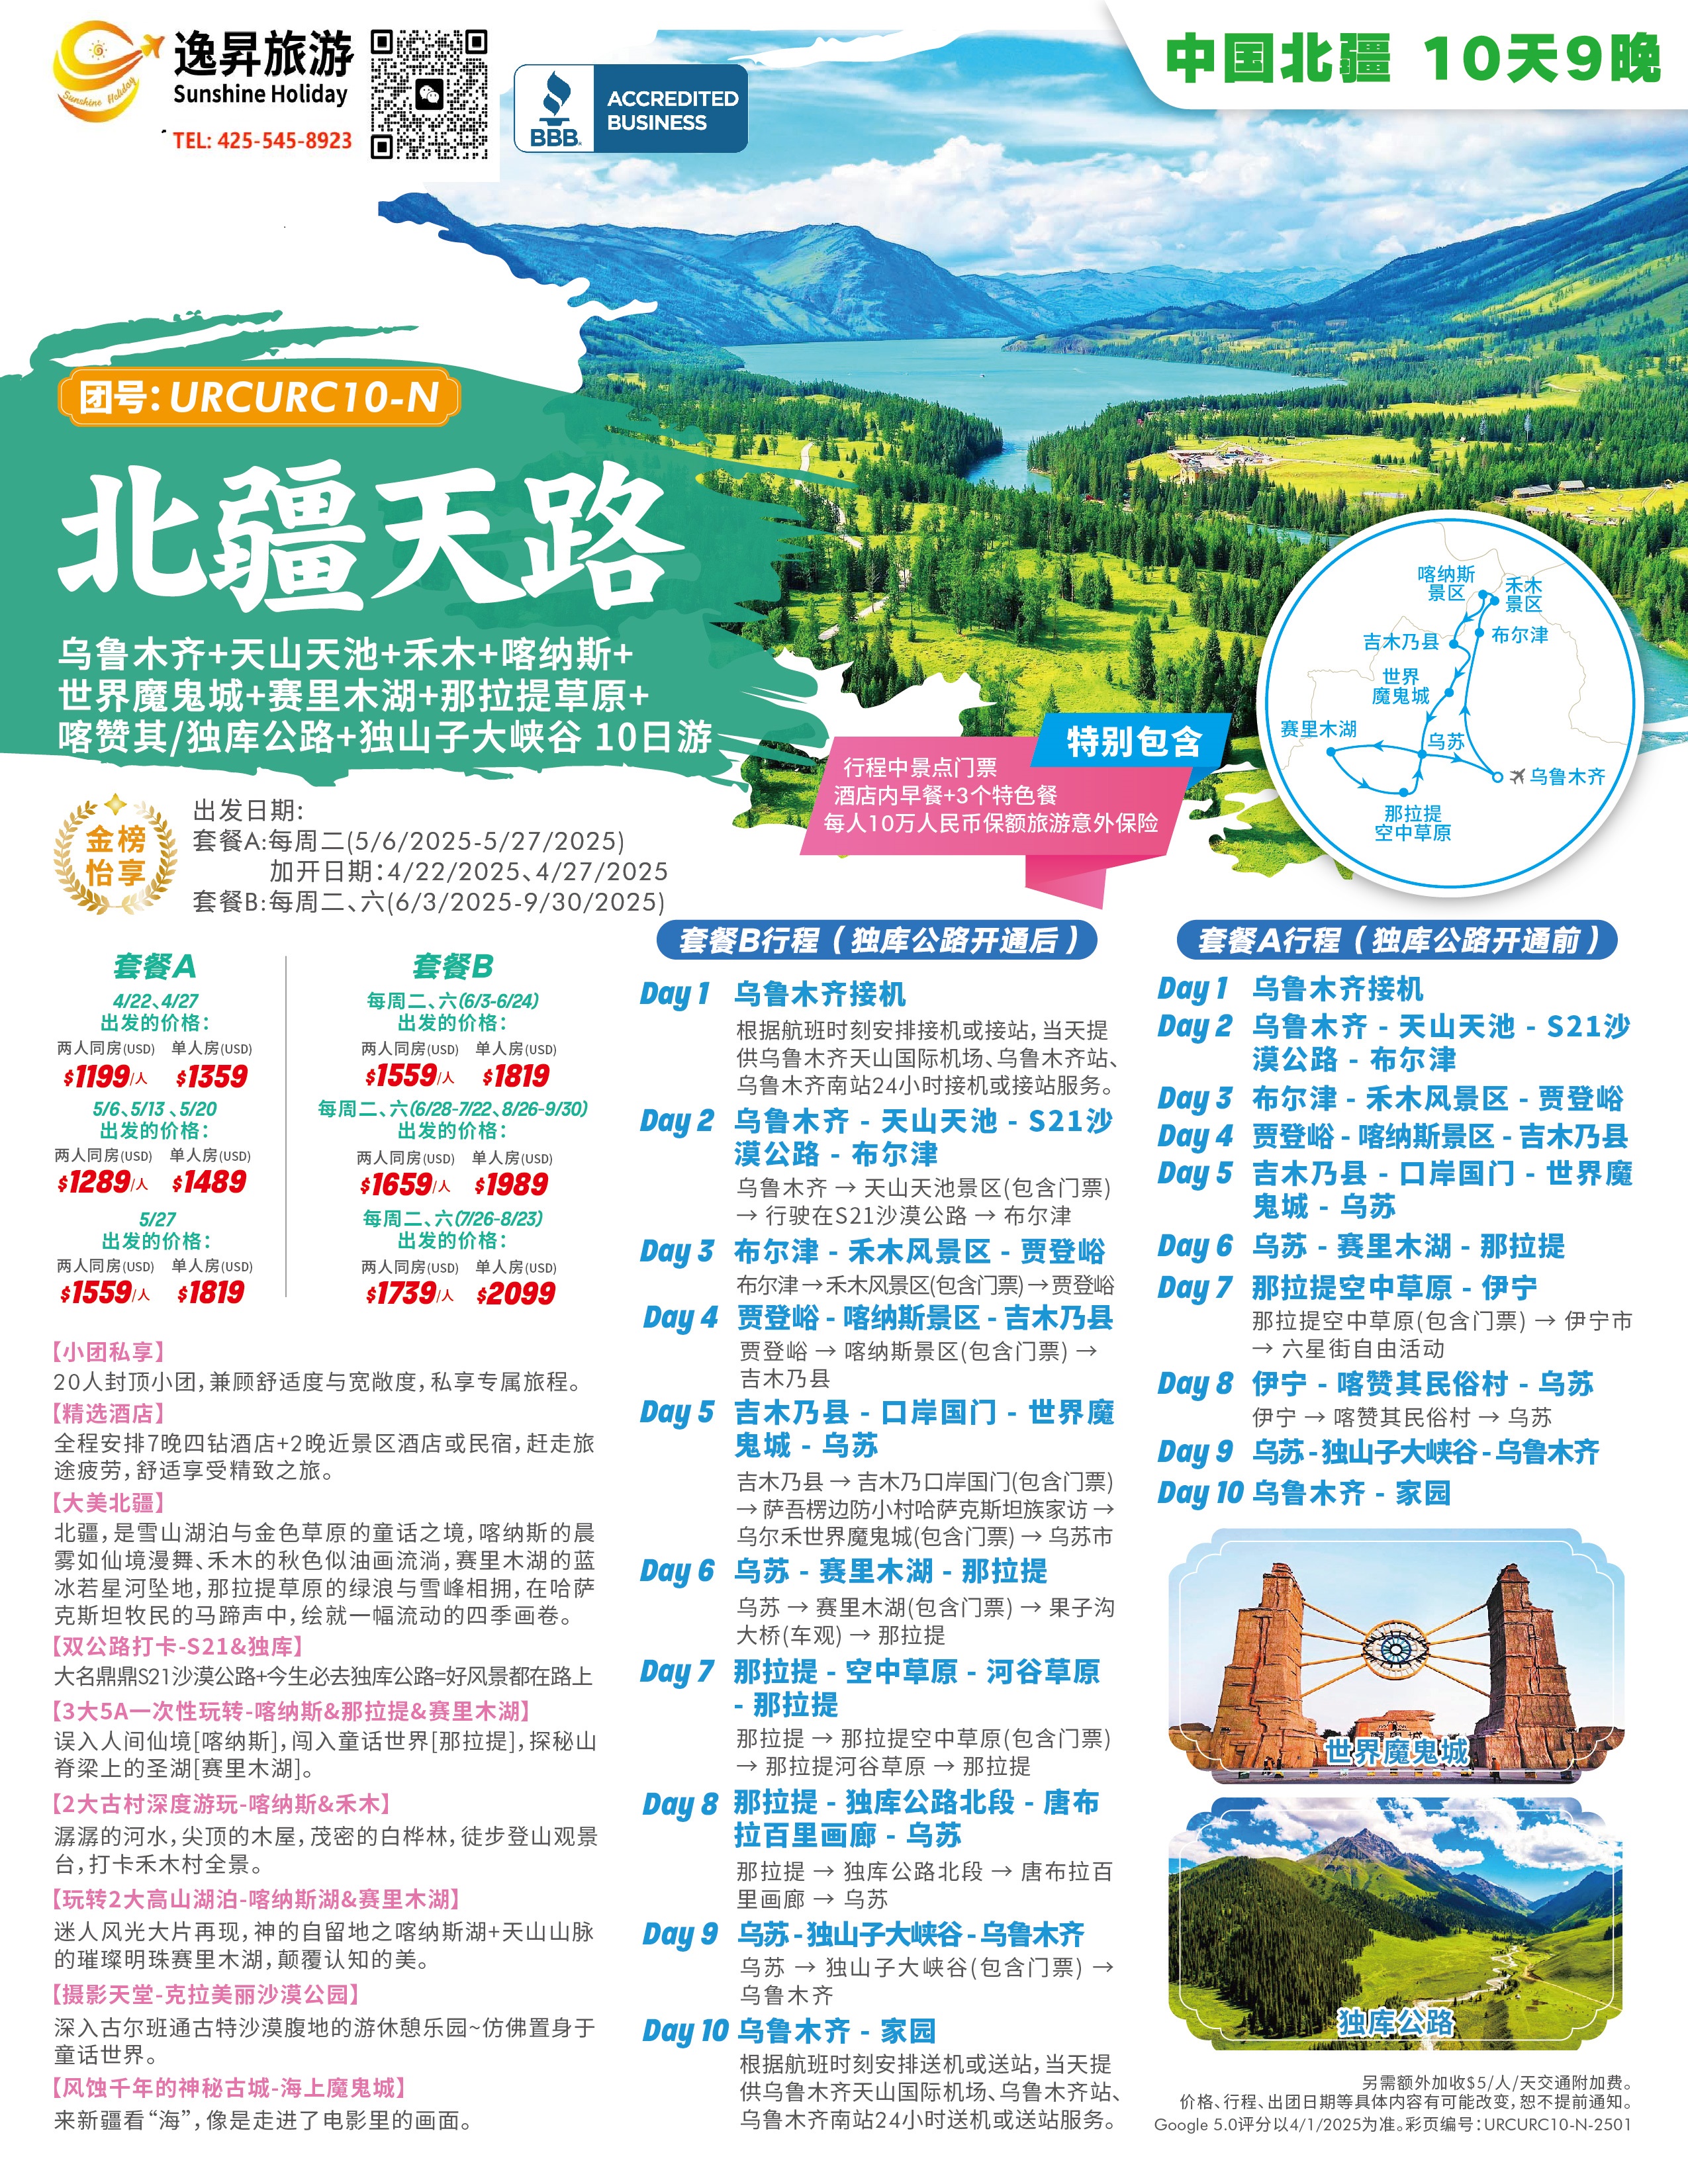 逸昇旅游
Sunshine Holiday
Sunshine Holiday
TEL: 425-545-8923
BBB.
ACCREDITED
BUSINESS
中国北疆 10天9晚
团号:URCURC10-N
北疆天路
乌鲁木齐+天山天池+禾木+喀纳斯+
世界魔鬼城+赛里木湖+那拉提草原+
喀赞其/独库公路+独山子大峡谷 10日游
特别包含
行程中景点门票
酒店内早餐+3个特色餐
每人10万人民币保额旅游意外保险
喀纳斯
景区
禾木
景区
布尔津
吉木乃县
世界
魔鬼城
赛里木湖
乌苏
乌鲁木齐
那拉提
空中草原
金榜
怡享
出发日期:
套餐A:每周二(5/6/2025-5/27/2025)
加开日期:4/22/2025、4/27/2025
套餐B:每周二、六(6/3/2025-9/30/2025)
套餐A
4/22、4/27
出发的价格:
两人同房(USD) 单人房(USD)
$1199/人 $1359
5/6、5/13 、5/20
出发的价格:
两人同房(USD) 单人房(USD)
$1289/人 $1489
5/27
出发的价格:
两人同房(USD) 单人房(USD)
$1559/人 $1819
套餐B
每周二、六(6/3-6/24)
出发的价格:
两人同房(USD) 单人房(USD)
$1559/人 $1819
每周二、六(6/28-7/22、8/26-9/30)
出发的价格:
两人同房(USD) 单人房(USD)
$1659/人 $1989
每周二、六(7/26-8/23)
出发的价格:
两人同房(USD) 单人房(USD)
$1739/人 $2099
【小团私享】
20人封顶小团,兼顾舒适度与宽敞度,私享专属旅程。
【精选酒店】
全程安排7晚四钻酒店+2晚近景区酒店或民宿,赶走旅
途疲劳,舒适享受精致之旅。
【大美北疆】
北疆,是雪山湖泊与金色草原的童话之境,喀纳斯的晨
雾如仙境漫舞、禾木的秋色似油画流淌,赛里木湖的蓝
冰若星河坠地,那拉提草原的绿浪与雪峰相拥,在哈萨
克斯坦牧民的马蹄声中,绘就一幅流动的四季画卷。
【双公路打卡-S21&独库】
大名鼎鼎S21沙漠公路+今生必去独库公路=好风景都在路上
【3大5A一次性玩转-喀纳斯&那拉提&赛里木湖】
误入人间仙境[喀纳斯],闯入童话世界[那拉提],探秘山
脊梁上的圣湖[赛里木湖]。
【2大古村深度游玩-喀纳斯&禾木】
潺潺的河水,尖顶的木屋,茂密的白桦林,徒步登山观景
台,打卡禾木村全景。
【玩转2大高山湖泊-喀纳斯湖&赛里木湖】
迷人风光大片再现,神的自留地之喀纳斯湖+天山山脉
的璀璨明珠赛里木湖,颠覆认知的美。
【摄影天堂-克拉美丽沙漠公园】
深入古尔班通古特沙漠腹地的游休憩乐园~仿佛置身于
童话世界。
【风蚀千年的神秘古城-海上魔鬼城】
来新疆看“海”,像是走进了电影里的画面。
套餐B行程(独库公路开通后)
Day 1 乌鲁木齐接机
根据航班时刻安排接机或接站,当天提
供乌鲁木齐天山国际机场、乌鲁木齐站、
乌鲁木齐南站24小时接机或接站服务。
Day 2 乌鲁木齐 - 天山天池 - S21沙
漠公路 - 布尔津
乌鲁木齐 → 天山天池景区(包含门票)
→ 行驶在S21沙漠公路 → 布尔津
Day 3 布尔津 - 禾木风景区 - 贾登峪
布尔津→禾木风景区(包含门票)→贾登峪
Day 4 贾登峪 - 喀纳斯景区 - 吉木乃县
贾登峪 → 喀纳斯景区(包含门票) →
吉木乃县
Day 5 吉木乃县 - 口岸国门 - 世界魔
鬼城 - 乌苏
吉木乃县 → 吉木乃口岸国门(包含门票)
→ 萨吾楞边防小村哈萨克斯坦族家访 →
乌尔禾世界魔鬼城(包含门票) → 乌苏市
Day 6 乌苏 - 赛里木湖 - 那拉提
乌苏 → 赛里木湖(包含门票) → 果子沟
大桥(车观) → 那拉提
Day 7 那拉提 - 空中草原 - 河谷草原
- 那拉提
那拉提 → 那拉提空中草原(包含门票)
→ 那拉提河谷草原 → 那拉提
Day 8 那拉提 - 独库公路北段 - 唐布
拉百里画廊 - 乌苏
那拉提 → 独库公路北段 → 唐布拉百
里画廊 → 乌苏
Day 9 乌苏 - 独山子大峡谷 - 乌鲁木齐
乌苏 → 独山子大峡谷(包含门票) →
乌鲁木齐
Day 10 乌鲁木齐 - 家园
根据航班时刻安排送机或送站,当天提
供乌鲁木齐天山国际机场、乌鲁木齐站、
乌鲁木齐南站24小时送机或送站服务。
套餐A行程(独库公路开通前)
Day 1 乌鲁木齐接机
Day 2 乌鲁木齐 - 天山天池 - S21沙
漠公路 - 布尔津
Day 3 布尔津 - 禾木风景区 - 贾登峪
Day 4 贾登峪 - 喀纳斯景区 - 吉木乃县
Day 5 吉木乃县 - 口岸国门 - 世界魔
鬼城 - 乌苏
Day 6 乌苏 - 赛里木湖 - 那拉提
Day 7 那拉提空中草原 - 伊宁
那拉提空中草原(包含门票) → 伊宁市
→ 六星街自由活动
Day 8 伊宁 - 喀赞其民俗村 - 乌苏
伊宁 → 喀赞其民俗村 → 乌苏
Day 9 乌苏 - 独山子大峡谷 - 乌鲁木齐
Day 10 乌鲁木齐 - 家园
世界魔鬼城
独库公路
另需额外加收$5/人/天交通附加费。
价格、行程、出团日期等具体内容有可能改变,恕不提前通知。
Google 5.0评分以4/1/2025为准。彩页编号:URCURC10-N-2501